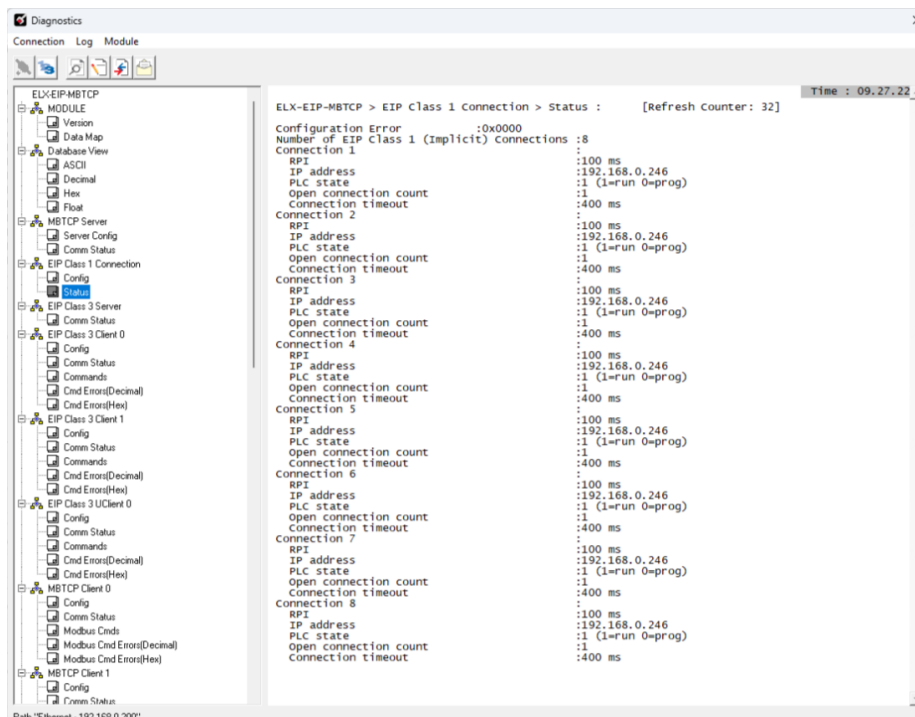 Diagnostics
Connection Log Module
ELX-EIP-MBTCP
MODULE
Version
Data Map
Database View
ASCII
Decimal
Hex
Float
MBTCP Server
Server Config
Comm Status
EIP Class 1 Connection
Config
Status
EIP Class 3 Server
Comm Status
EIP Class 3 Client 0
Config
Comm Status
Commands
Cmd Errors(Decimal)
Cmd Errors(Hex)
EIP Class 3 Client 1
Config
Comm Status
Commands
Cmd Errors(Decimal)
Cmd Errors(Hex)
EIP Class 3 UClient 0
Config
Comm Status
Commands
Cmd Errors(Decimal)
Cmd Errors(Hex)
MBTCP Client 0
Config
Comm Status
Modbus Cmds
Modbus Cmd Errors(Decimal)
Modbus Cmd Errors(Hex)
MBTCP Client 1
Config
Comm Status
Time : 09.27.22
ELX-EIP-MBTCP > EIP Class 1 Connection > Status : [Refresh Counter: 32]
Configuration Error :0x0000
Number of EIP Class 1 (Implicit) Connections :8
Connection 1 :
RPI :100 ms
IP address :192.168.0.246
PLC state :1 (1=run 0=prog)
Open connection count :1
Connection timeout :400 ms
Connection 2 :
RPI :100 ms
IP address :192.168.0.246
PLC state :1 (1=run 0=prog)
Open connection count :1
Connection timeout :400 ms
Connection 3 :
RPI :100 ms
IP address :192.168.0.246
PLC state :1 (1=run 0=prog)
Open connection count :1
Connection timeout :400 ms
Connection 4 :
RPI :100 ms
IP address :192.168.0.246
PLC state :1 (1=run 0=prog)
Open connection count :1
Connection timeout :400 ms
Connection 5 :
RPI :100 ms
IP address :192.168.0.246
PLC state :1 (1=run 0=prog)
Open connection count :1
Connection timeout :400 ms
Connection 6 :
RPI :100 ms
IP address :192.168.0.246
PLC state :1 (1=run 0=prog)
Open connection count :1
Connection timeout :400 ms
Connection 7 :
RPI :100 ms
IP address :192.168.0.246
PLC state :1 (1=run 0=prog)
Open connection count :1
Connection timeout :400 ms
Connection 8 :
RPI :100 ms
IP address :192.168.0.246
PLC state :1 (1=run 0=prog)
Open connection count :1
Connection timeout :400 ms
Path "Ethernet : 192.168.0.200"